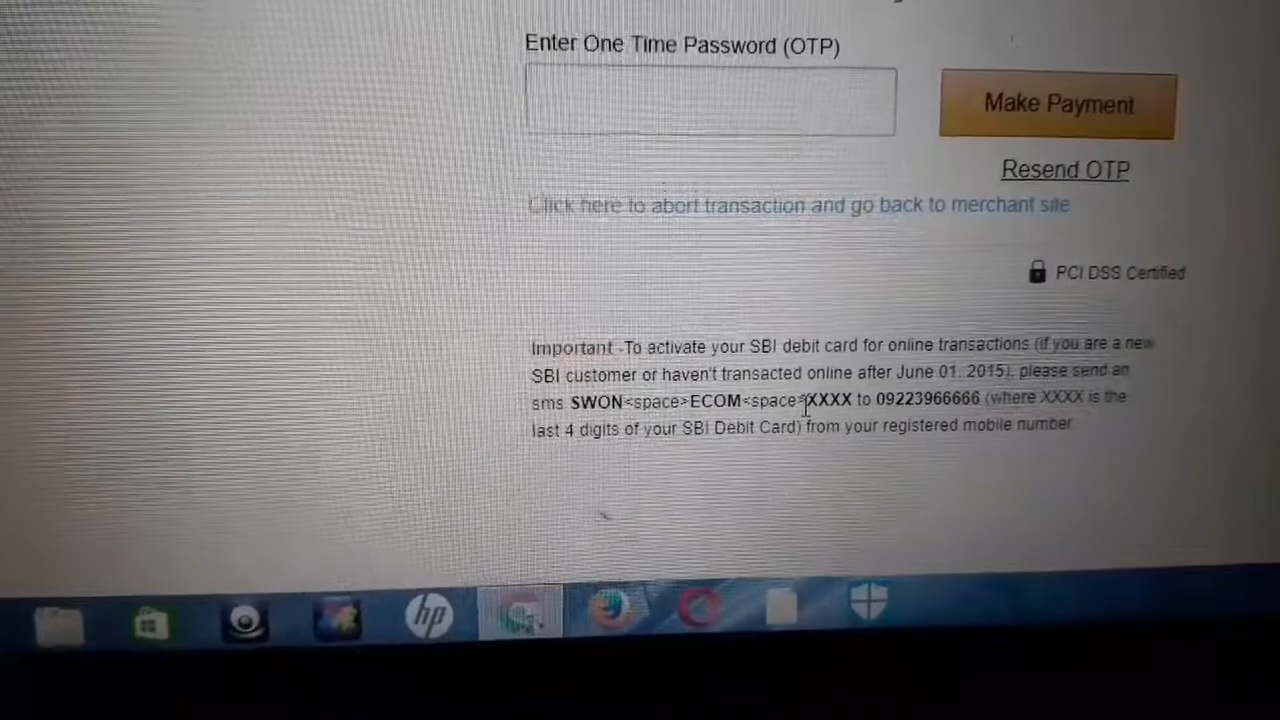 Enter One Time Password (OTP)
Make Payment
Resend OTP
Click here to abort transaction and go back to merchant site
PCI DSS Certified
Important -To activate your SBI debit card for online transactions (if you are a new
SBI customer or haven't transacted online after June 01, 2015), please send an
sms SWON<space>ECOM<space>XXXX to 09223966666 (where XXXX is the
last 4 digits of your SBI Debit Card) from your registered mobile number.
hp